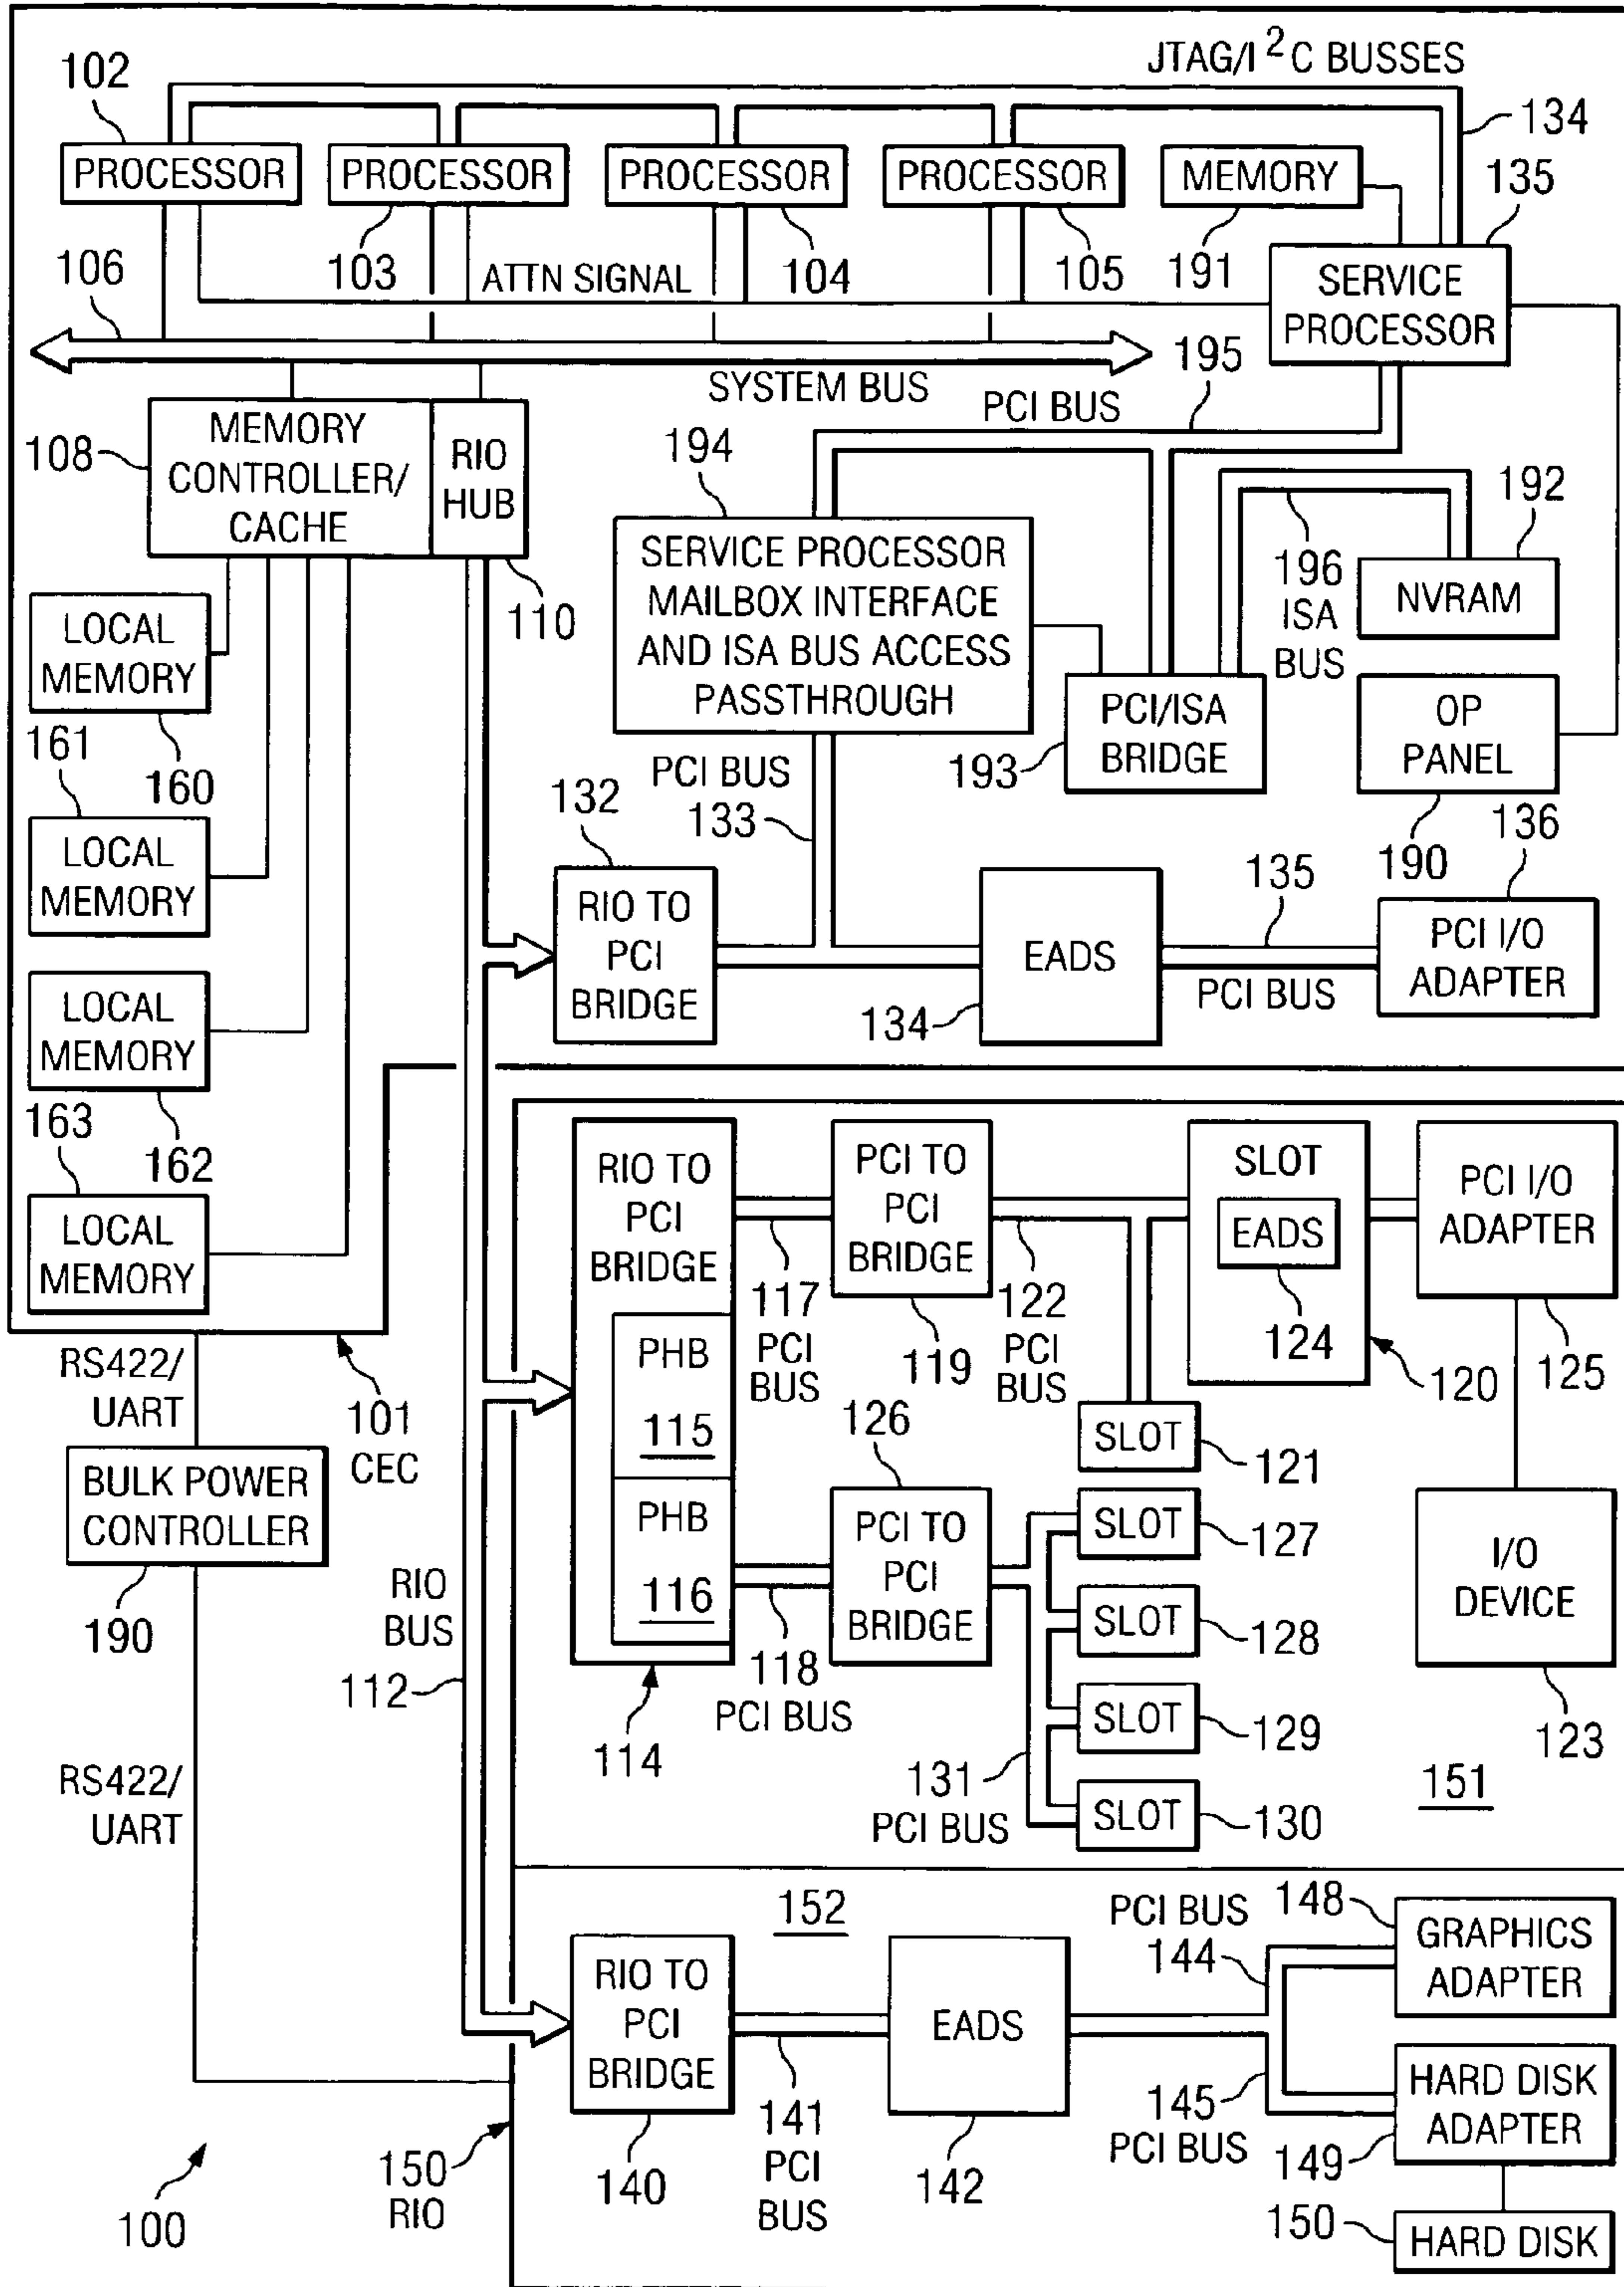 JTAG/I²C BUSSES
102
134
PROCESSOR
PROCESSOR
PROCESSOR
PROCESSOR
MEMORY
135
103
104
105
191
106
ATTN SIGNAL
SERVICE
PROCESSOR
SYSTEM BUS
195
PCI BUS
108
MEMORY
CONTROLLER/
CACHE
RIO
HUB
110
194
SERVICE PROCESSOR
MAILBOX INTERFACE
AND ISA BUS ACCESS
PASSTHROUGH
192
196
ISA
BUS
NVRAM
LOCAL
MEMORY
160
PCI/ISA
BRIDGE
193
OP
PANEL
190
161
LOCAL
MEMORY
PCI BUS
133
132
RIO TO
PCI
BRIDGE
EADS
134
135
PCI BUS
136
PCI I/O
ADAPTER
LOCAL
MEMORY
162
163
LOCAL
MEMORY
RIO TO
PCI
BRIDGE
PHB
115
PHB
116
114
117
PCI
BUS
PCI TO
PCI
BRIDGE
119
122
PCI
BUS
SLOT
EADS
124
120
PCI I/O
ADAPTER
125
RS422/
UART
101
CEC
SLOT
121
BULK POWER
CONTROLLER
190
126
PCI TO
PCI
BRIDGE
118
PCI BUS
SLOT
127
SLOT
128
SLOT
129
SLOT
130
131
PCI BUS
I/O
DEVICE
123
151
RIO
BUS
112
RS422/
UART
152
RIO TO
PCI
BRIDGE
140
141
PCI
BUS
EADS
142
PCI BUS
144
148
GRAPHICS
ADAPTER
145
PCI BUS
HARD DISK
ADAPTER
149
150
HARD DISK
150
RIO
100